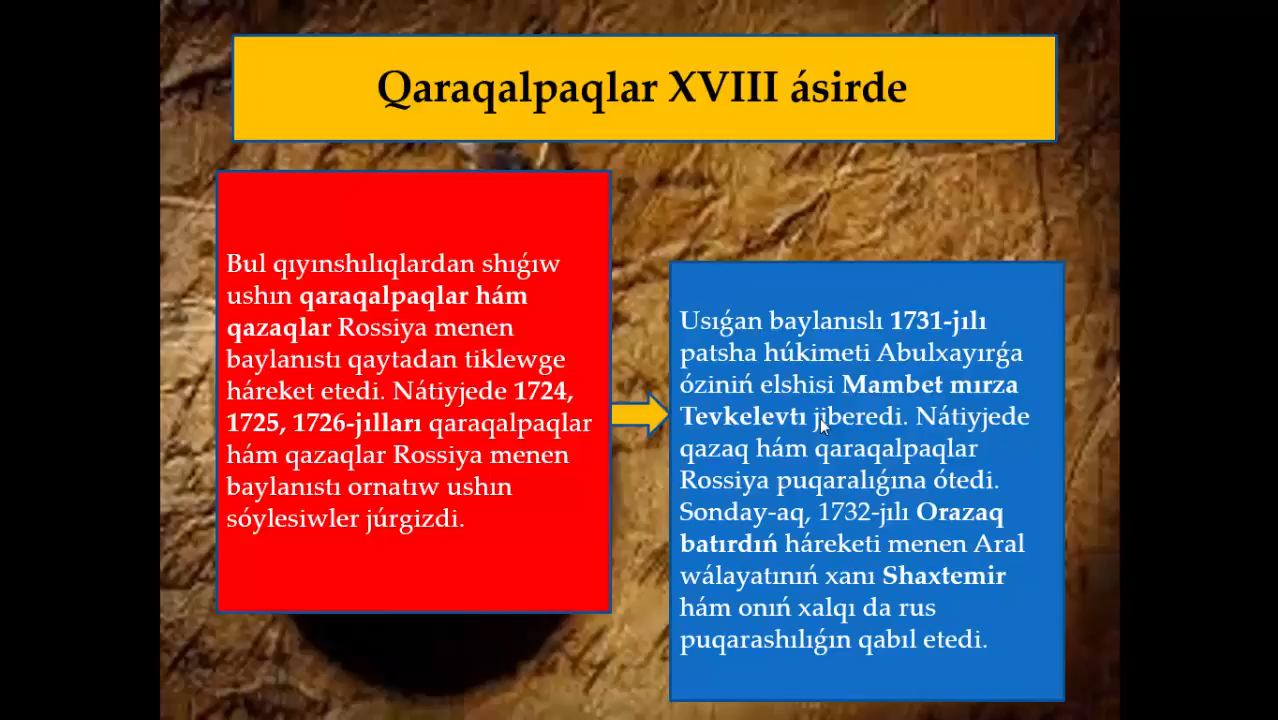 Qaraqalpaqlar XVIII ásirde
Bul qıyınshılıqlardan shıǵıw
ushın qaraqalpaqlar hám
qazaqlar Rossiya menen
baylanıstı qaytadan tiklewge
háreket etedi. Nátiyjede 1724,
1725, 1726-jılları qaraqalpaqlar
hám qazaqlar Rossiya menen
baylanıstı ornatıw ushın
sóylesiwler júrgizdi.
Usıǵan baylanıslı 1731-jılı
patsha húkimeti Abulxayırǵa
óziniń elshisi Mambet mırza
Tevkelevtı jiberedi. Nátiyjede
qazaq hám qaraqalpaqlar
Rossiya puqaralıǵına ótedi.
Sonday-aq, 1732-jılı Orazaq
batırdıń háreketi menen Aral
wálayatınıń xanı Shaxtemir
hám onıń xalqı da rus
puqarashılıǵın qabıl etedi.